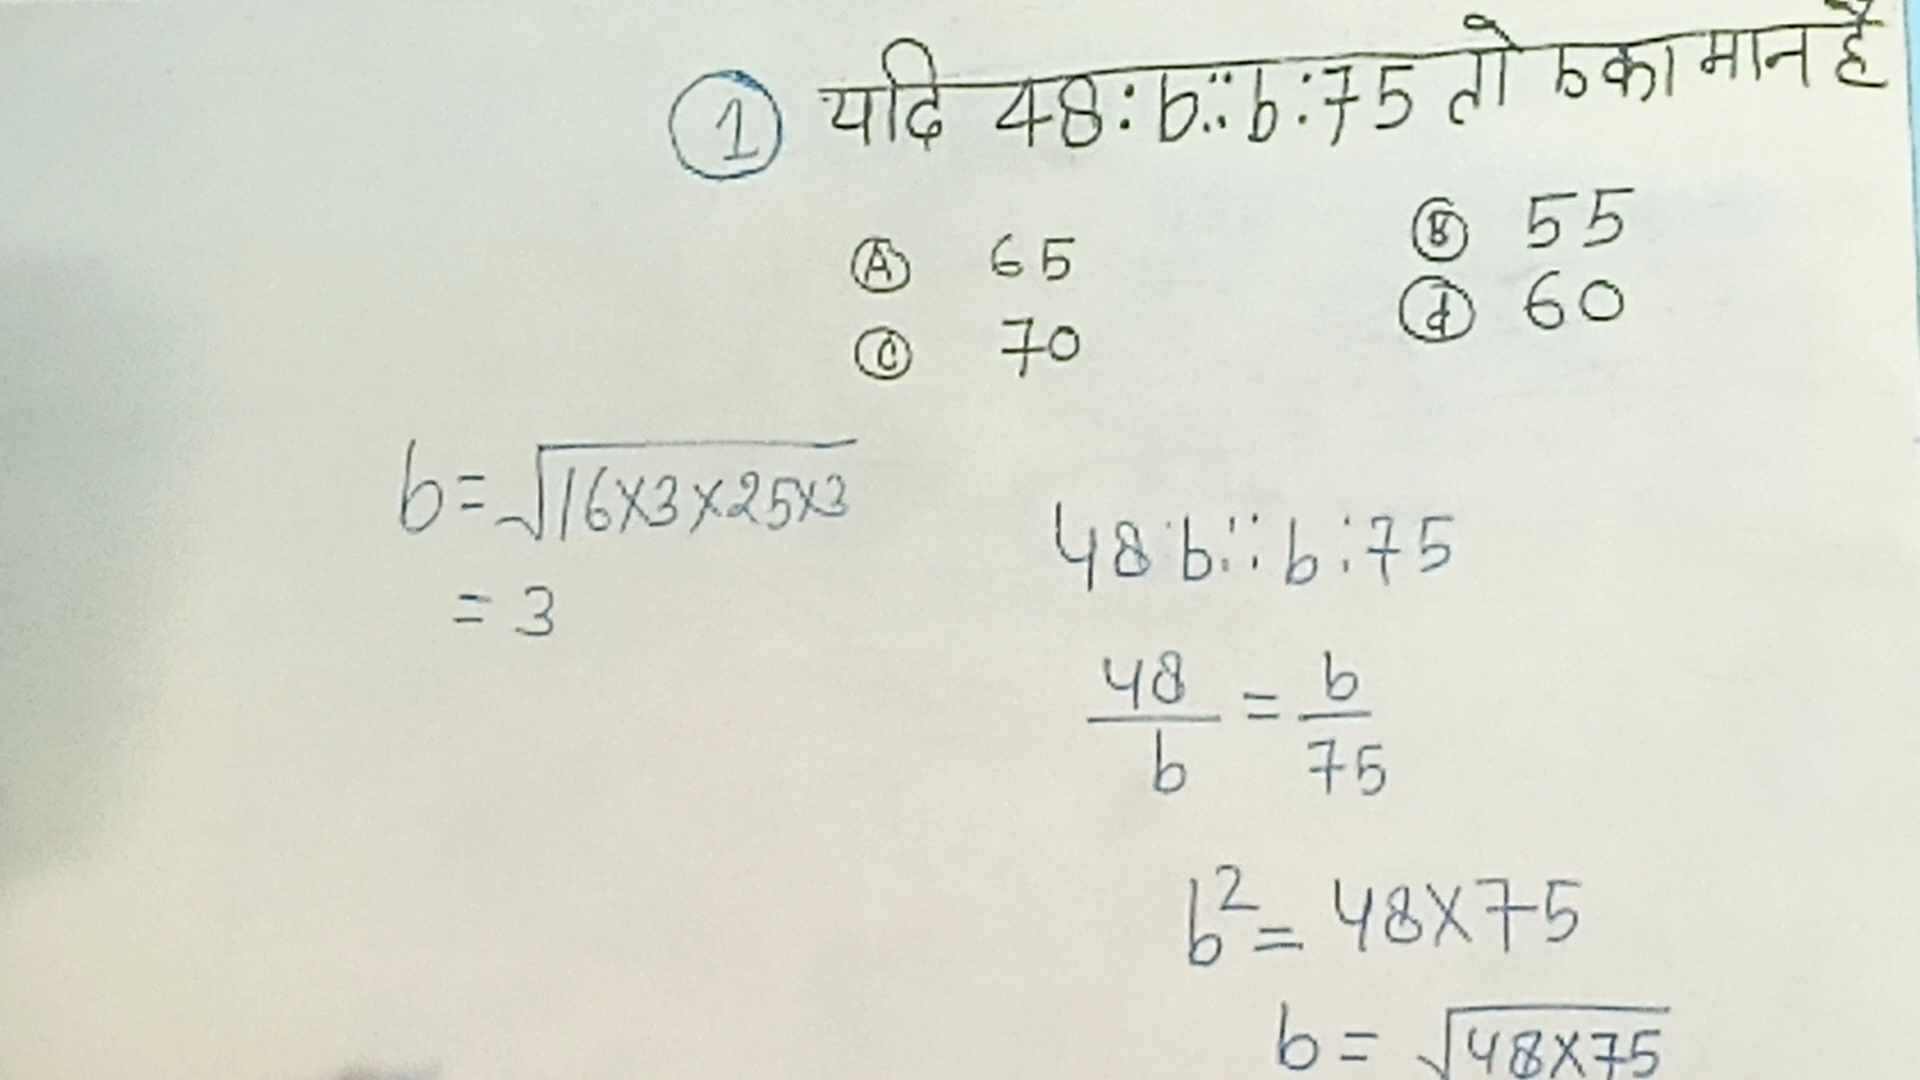 ① यदि 48:b::b:75 तो b का मान है
Ⓐ 65 Ⓑ 55
Ⓒ 70 ⓓ 60
48:b::b:75
48/b = b/75
b² = 48×75
b = √48×75
b = √16×3×25×3
= 3